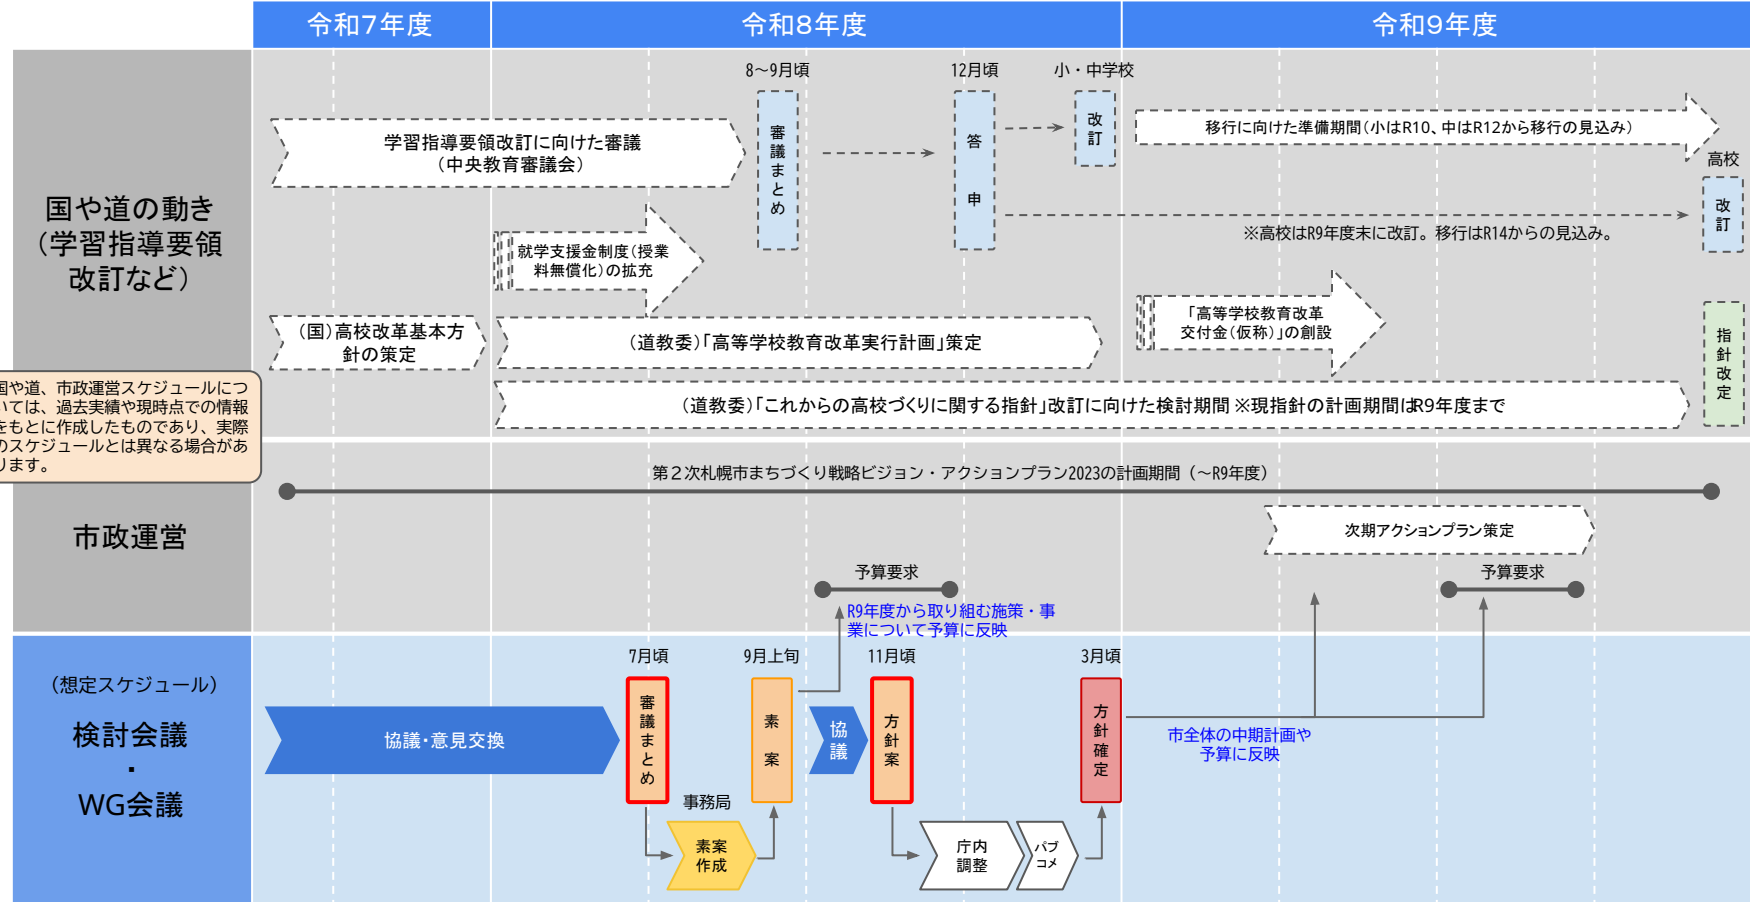 令和7年度
令和8年度
令和9年度
国や道の動き
（学習指導要領
改訂など）
8～9月頃
12月頃
小・中学校
学習指導要領改訂に向けた審議
（中央教育審議会）
審議まとめ
答申
改訂
移行に向けた準備期間（小はR10、中はR12から移行の見込み）
高校
改訂
※高校はR9年度末に改訂。移行はR14からの見込み。
就学支援金制度（授業
料無償化）の拡充
「高等学校教育改革
交付金（仮称）」の創設
（国）高校改革基本方
針の策定
（道教委）「高等学校教育改革実行計画」策定
指針改定
（道教委）「これからの高校づくりに関する指針」改訂に向けた検討期間 ※現指針の計画期間はR9年度まで
国や道、市政運営スケジュールにつ
いては、過去実績や現時点での情報
をもとに作成したものであり、実際
のスケジュールとは異なる場合があ
ります。
市政運営
第２次札幌市まちづくり戦略ビジョン・アクションプラン2023の計画期間（～R9年度）
次期アクションプラン策定
予算要求
予算要求
R9年度から取り組む施策・事
業について予算に反映
（想定スケジュール）
検討会議
・
WG会議
7月頃
9月上旬
11月頃
3月頃
協議・意見交換
審議まとめ
素案
協議
方針案
方針確定
市全体の中期計画や
予算に反映
事務局
素案
作成
庁内
調整
パブ
コメ